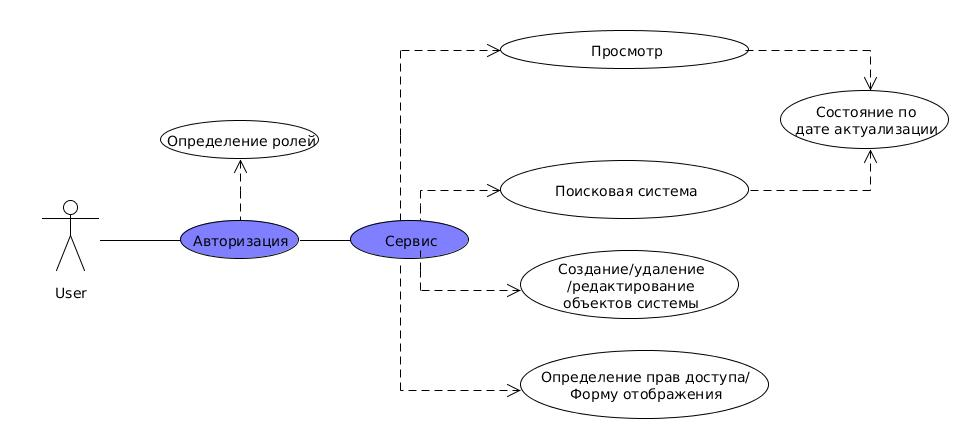 Просмотр
Состояние по
дате актуализации
Определение ролей
Поисковая система
Авторизация
Сервис
User
Создание/удаление
/редактирование
объектов системы
Определение прав доступа/
Форму отображения